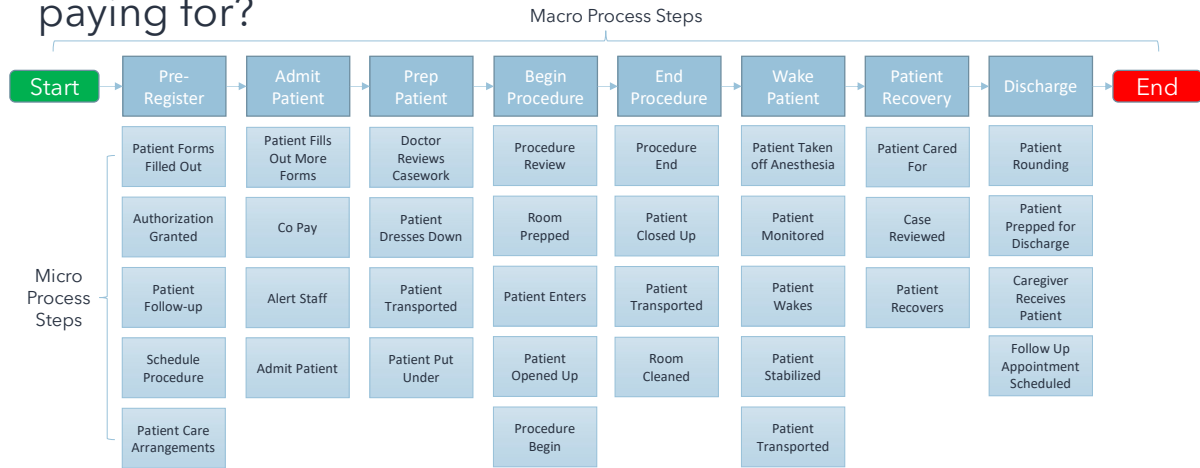 paying for?
Macro Process Steps
Start
Pre-
Register
Admit
Patient
Prep
Patient
Begin
Procedure
End
Procedure
Wake
Patient
Patient
Recovery
Discharge
End
Micro
Process
Steps
Patient Forms
Filled Out
Authorization
Granted
Patient
Follow-up
Schedule
Procedure
Patient Care
Arrangements
Patient Fills
Out More
Forms
Co Pay
Alert Staff
Admit Patient
Doctor
Reviews
Casework
Patient
Dresses Down
Patient
Transported
Patient Put
Under
Procedure
Review
Room
Prepped
Patient Enters
Patient
Opened Up
Procedure
Begin
Procedure
End
Patient
Closed Up
Patient
Transported
Room
Cleaned
Patient Taken
off Anesthesia
Patient
Monitored
Patient
Wakes
Patient
Stabilized
Patient
Transported
Patient Cared
For
Case
Reviewed
Patient
Recovers
Patient
Rounding
Patient
Prepped for
Discharge
Caregiver
Receives
Patient
Follow Up
Appointment
Scheduled